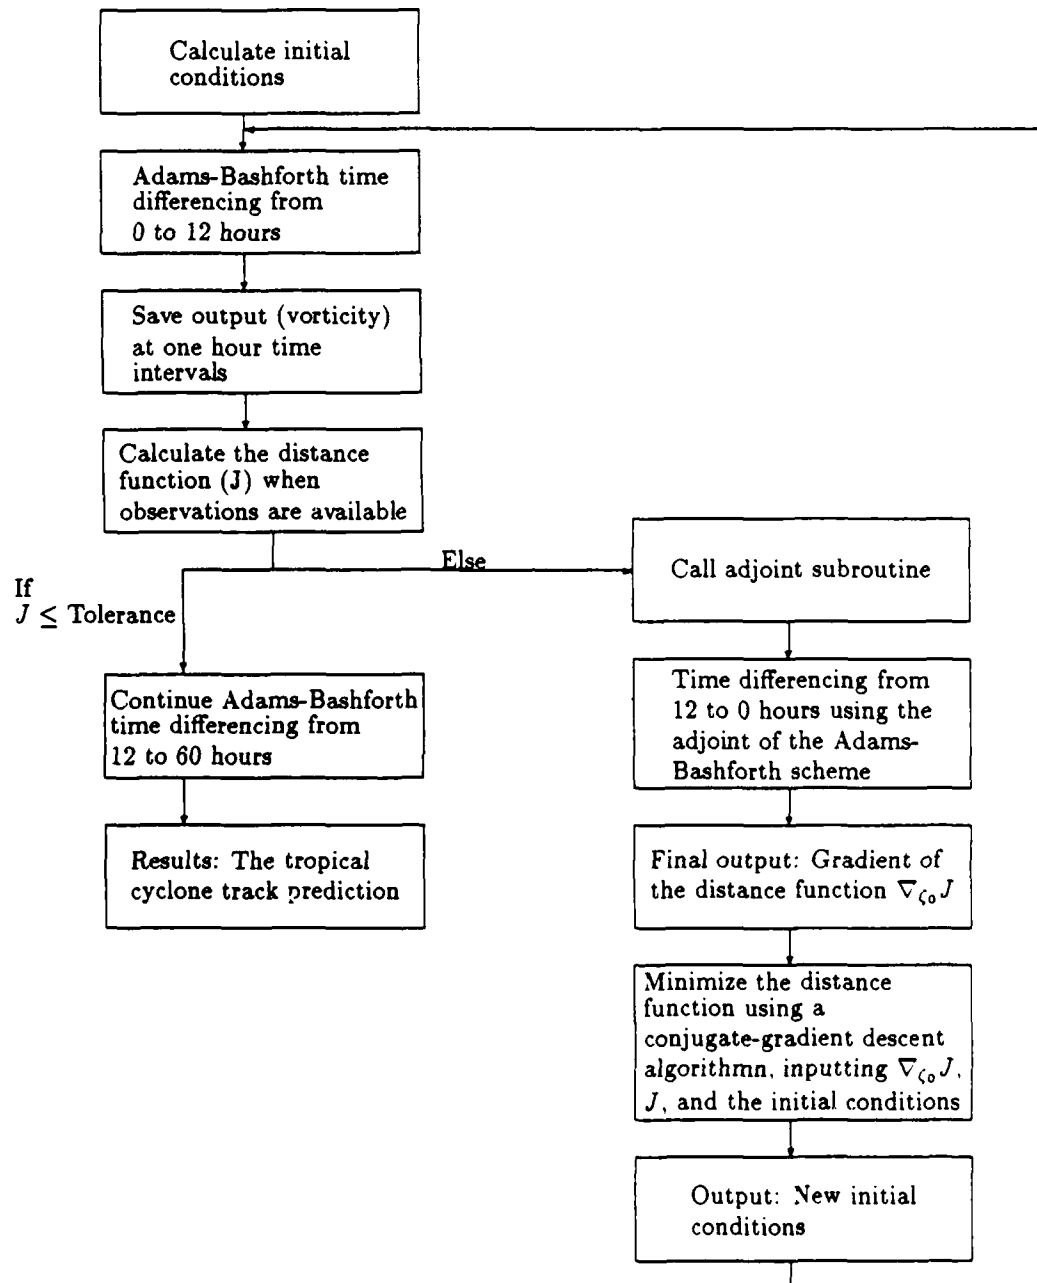 Calculate initial
conditions
Adams-Bashforth time
differencing from
0 to 12 hours
Save output (vorticity)
at one hour time
intervals
Calculate the distance
function (J) when
observations are available
If
J ≤ Tolerance
Else
Continue Adams-Bashforth
time differencing from
12 to 60 hours
Results: The tropical
cyclone track prediction
Call adjoint subroutine
Time differencing from
12 to 0 hours using the
adjoint of the Adams-
Bashforth scheme
Final output: Gradient of
the distance function ∇ζ₀J
Minimize the distance
function using a
conjugate-gradient descent
algorithmn, inputting ∇ζ₀J,
J, and the initial conditions
Output: New initial
conditions